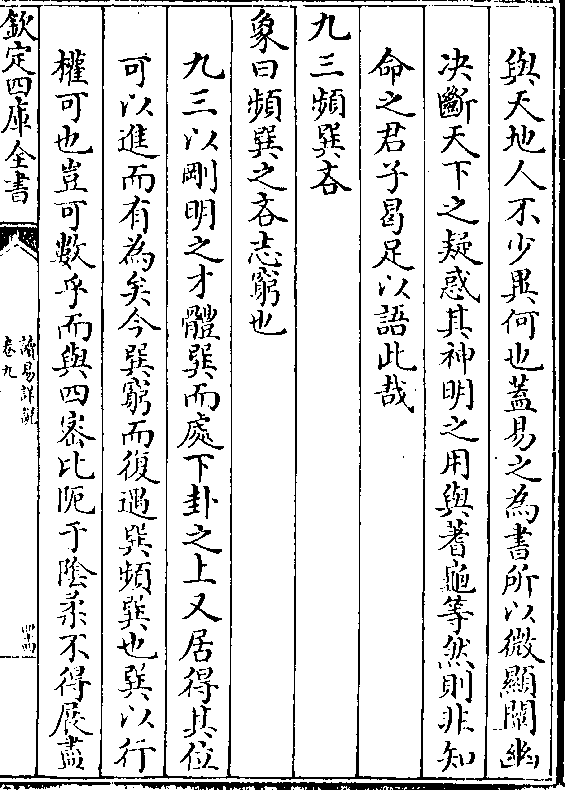 與天地人不少異何也蓋易之為書所以微顯闡幽
决斷天下之疑惑其神明之用與蓍龜等然則非知
命之君子曷足以語此哉
九三頻巽吝
象曰頻巽之吝志窮也
九三以剛明之才體巽而處下卦之上又居得其位
可以進而有為矣今巽窮而復遇巽頻巽也巽以行
權可也豈可數乎而與四宻比阨于陰柔不得展盡
欽定四庫全書
讀易詳說
卷九
四十四